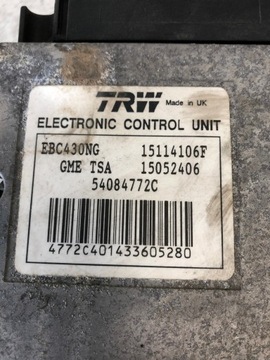 TRW Made in UK
ELECTRONIC CONTROL UNIT
EBC430NG 15114106F
GME TSA 15052406
54084772C
4772C401433605280